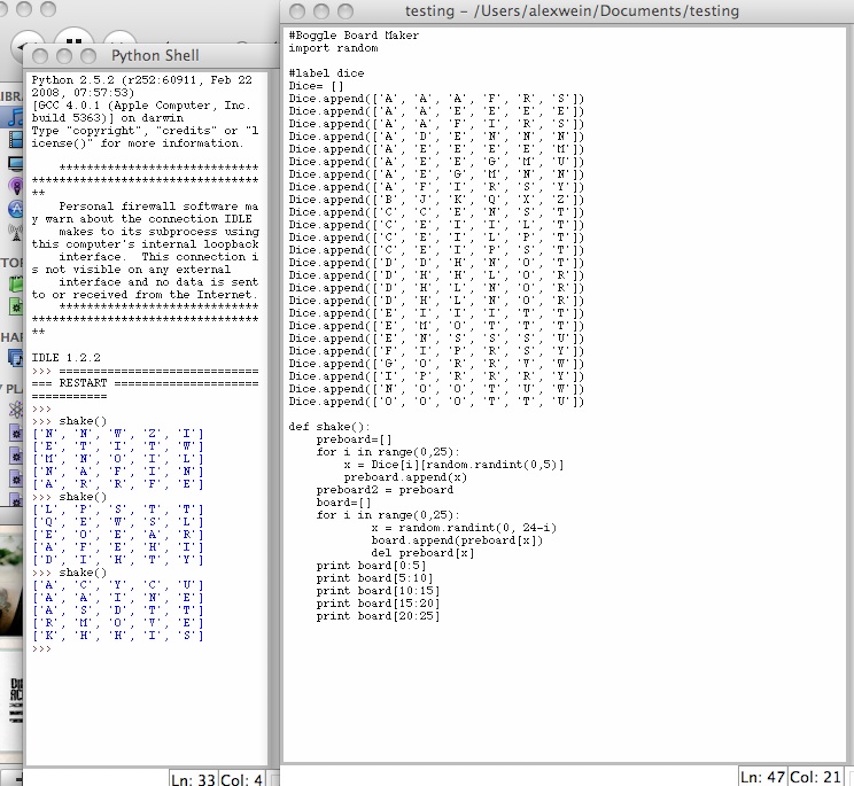 Python Shell
Python 2.5.2 (r252:60911, Feb 22
2008, 07:57:53)
[GCC 4.0.1 (Apple Computer, Inc.
build 5363)] on darwin
Type "copyright", "credits" or "l
icense()" for more information.
*****************************
*********************************
**
Personal firewall software ma
y warn about the connection IDLE
makes to its subprocess using
this computer's internal loopback
interface.  This connection i
s not visible on any external
interface and no data is sent
to or received from the Internet.
*****************************
*********************************
**
IDLE 1.2.2
>>> =============================
=== RESTART =====================
===========
>>>
>>> shake()
['N', 'N', 'W', 'Z', 'I']
['E', 'T', 'I', 'T', 'W']
['M', 'N', 'O', 'I', 'L']
['N', 'A', 'F', 'I', 'N']
['A', 'R', 'R', 'F', 'E']
>>> shake()
['L', 'P', 'S', 'T', 'T']
['Q', 'E', 'W', 'S', 'L']
['E', 'O', 'E', 'A', 'R']
['A', 'F', 'E', 'H', 'I']
['D', 'I', 'H', 'T', 'Y']
>>> shake()
['A', 'C', 'Y', 'C', 'U']
['A', 'A', 'I', 'N', 'E']
['A', 'S', 'D', 'T', 'T']
['R', 'M', 'O', 'V', 'E']
['K', 'H', 'H', 'I', 'S']
>>>
Ln: 33 Col: 4
testing – /Users/alexwein/Documents/testing
#Boggle Board Maker
import random
#label dice
Dice= []
Dice.append(['A', 'A', 'A', 'F', 'R', 'S'])
Dice.append(['A', 'A', 'E', 'E', 'E', 'E'])
Dice.append(['A', 'A', 'F', 'I', 'R', 'S'])
Dice.append(['A', 'D', 'E', 'N', 'N', 'N'])
Dice.append(['A', 'E', 'E', 'E', 'E', 'M'])
Dice.append(['A', 'E', 'E', 'G', 'M', 'U'])
Dice.append(['A', 'E', 'G', 'M', 'N', 'N'])
Dice.append(['A', 'F', 'I', 'R', 'S', 'Y'])
Dice.append(['B', 'J', 'K', 'Q', 'X', 'Z'])
Dice.append(['C', 'C', 'E', 'N', 'S', 'T'])
Dice.append(['C', 'E', 'I', 'I', 'L', 'T'])
Dice.append(['C', 'E', 'I', 'L', 'P', 'T'])
Dice.append(['C', 'E', 'I', 'P', 'S', 'T'])
Dice.append(['D', 'D', 'H', 'N', 'O', 'T'])
Dice.append(['D', 'H', 'H', 'L', 'O', 'R'])
Dice.append(['D', 'H', 'L', 'N', 'O', 'R'])
Dice.append(['D', 'H', 'L', 'N', 'O', 'R'])
Dice.append(['E', 'I', 'I', 'I', 'T', 'T'])
Dice.append(['E', 'M', 'O', 'T', 'T', 'T'])
Dice.append(['E', 'N', 'S', 'S', 'S', 'U'])
Dice.append(['F', 'I', 'P', 'R', 'S', 'Y'])
Dice.append(['G', 'O', 'R', 'R', 'V', 'W'])
Dice.append(['I', 'P', 'R', 'R', 'R', 'Y'])
Dice.append(['N', 'O', 'O', 'T', 'U', 'W'])
Dice.append(['O', 'O', 'O', 'T', 'T', 'U'])
def shake():
preboard=[]
for i in range(0,25):
x = Dice[i][random.randint(0,5)]
preboard.append(x)
preboard2 = preboard
board=[]
for i in range(0,25):
x = random.randint(0, 24-i)
board.append(preboard[x])
del preboard[x]
print board[0:5]
print board[5:10]
print board[10:15]
print board[15:20]
print board[20:25]
Ln: 47 Col: 21